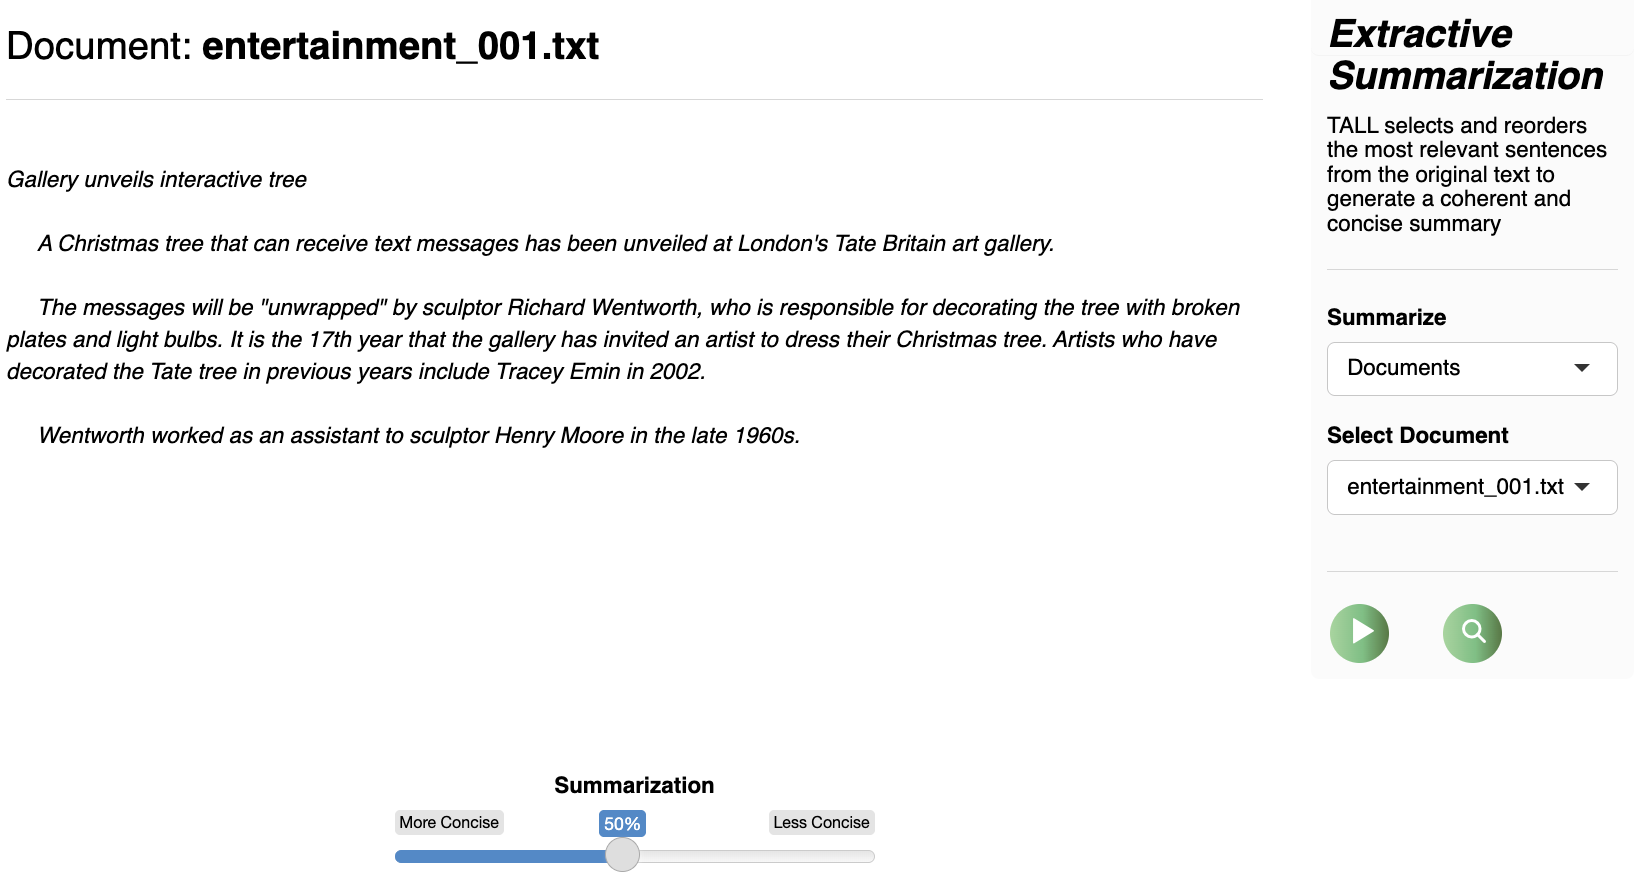 Document: entertainment_001.txt
Gallery unveils interactive tree
A Christmas tree that can receive text messages has been unveiled at London's Tate Britain art gallery.
The messages will be "unwrapped" by sculptor Richard Wentworth, who is responsible for decorating the tree with broken
plates and light bulbs. It is the 17th year that the gallery has invited an artist to dress their Christmas tree. Artists who have
decorated the Tate tree in previous years include Tracey Emin in 2002.
Wentworth worked as an assistant to sculptor Henry Moore in the late 1960s.
Summarization
More Concise
50%
Less Concise
Extractive
Summarization
TALL selects and reorders
the most relevant sentences
from the original text to
generate a coherent and
concise summary
Summarize
Documents
Select Document
entertainment_001.txt